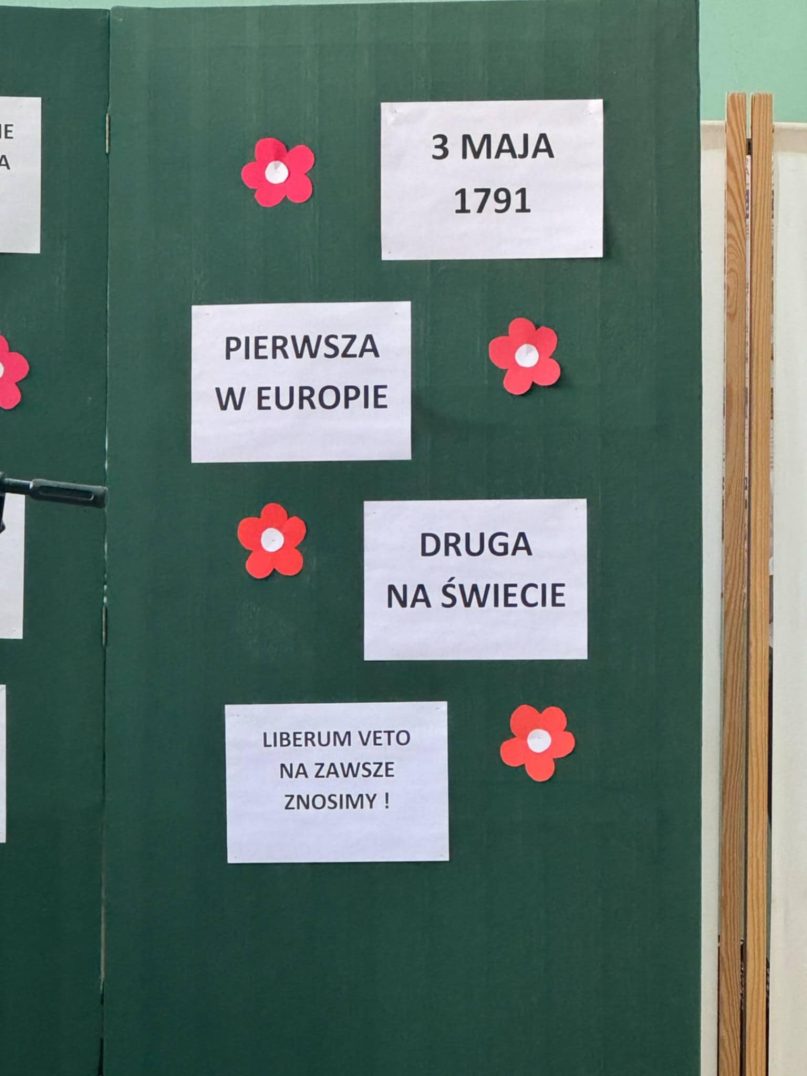 3 MAJA
1791
PIERWSZA
W EUROPIE
DRUGA
NA ŚWIECIE
LIBERUM VETO
NA ZAWSZE
ZNOSIMY !